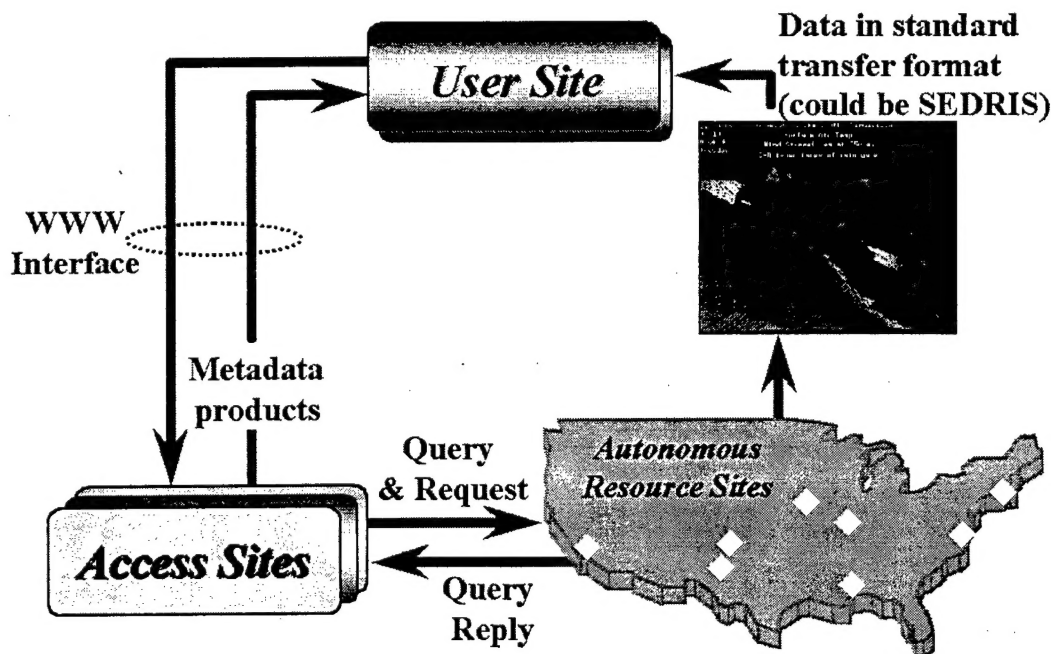 Data in standard
transfer format
(could be SEDRIS)
User Site
WWW
Interface
Metadata
products
Query
& Request
Autonomous
Resource Sites
Access Sites
Query
Reply